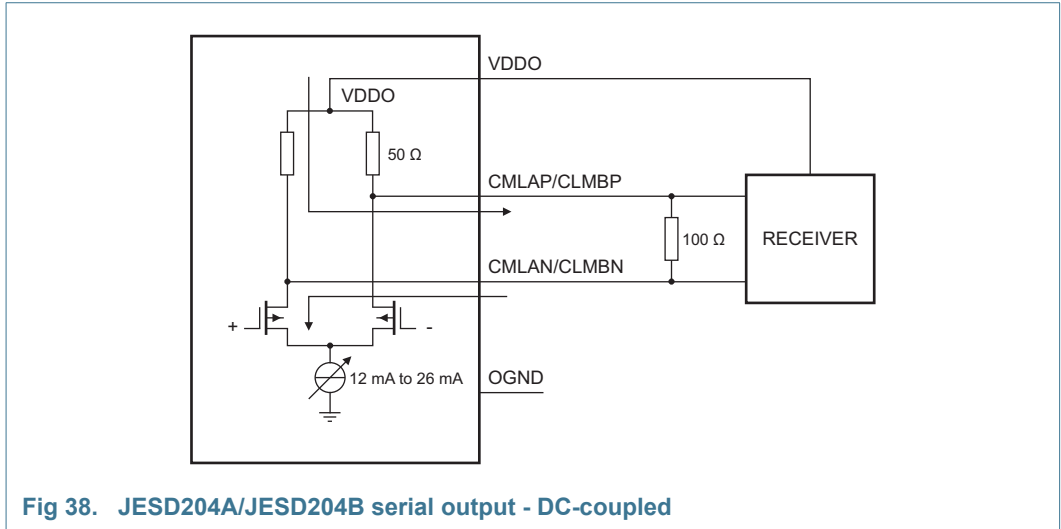 VDDO
VDDO
50 Ω
CMLAP/CLMBP
100 Ω
RECEIVER
CMLAN/CLMBN
+
-
12 mA to 26 mA
OGND
Fig 38. JESD204A/JESD204B serial output - DC-coupled